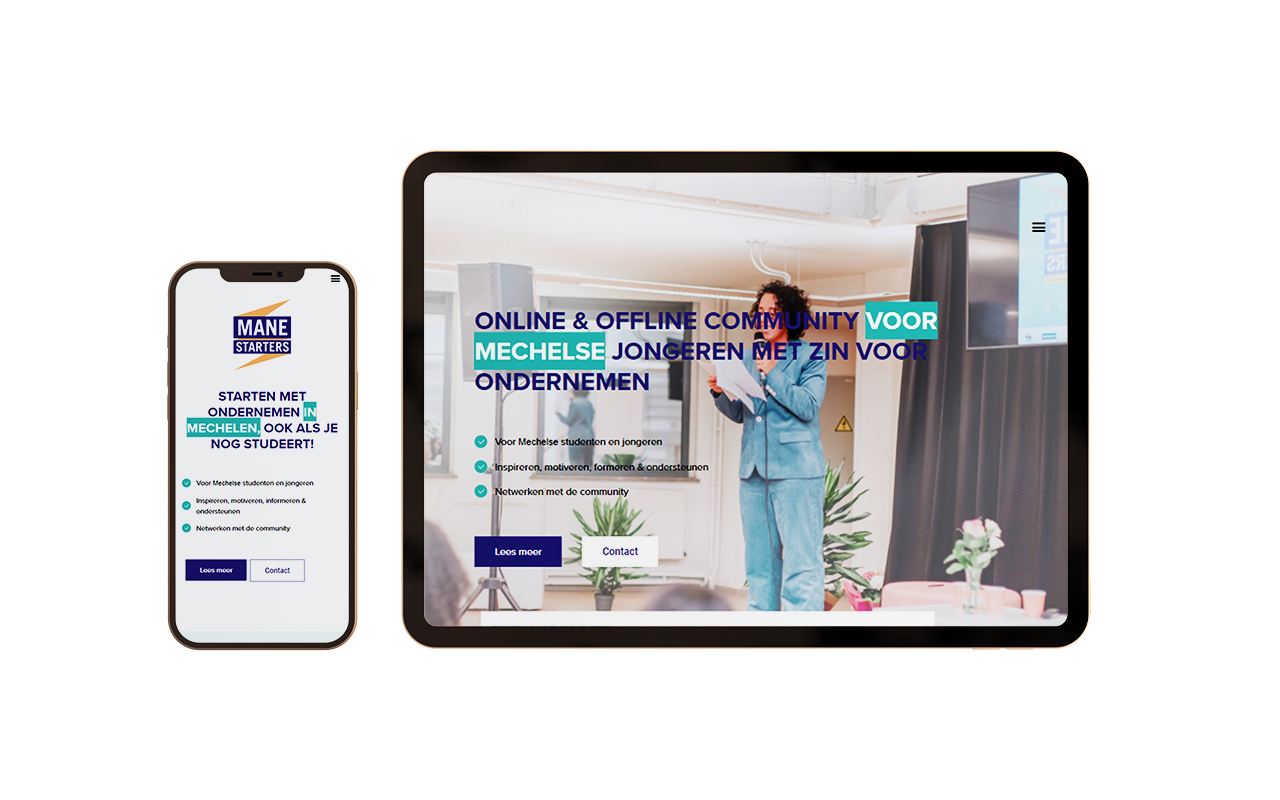 MANE
STARTERS
STARTEN MET
ONDERNEMEN IN
MECHELEN, OOK ALS JE
NOG STUDEERT!
Voor Mechelse studenten en jongeren
Inspireren, motiveren, informeren &
ondersteunen
Netwerken met de community
Lees meer
Contact
ONLINE & OFFLINE COMMUNITY VOOR
MECHELSE JONGEREN MET ZIN VOOR
ONDERNEMEN
Voor Mechelse studenten en jongeren
Inspireren, motiveren, formeren & ondersteunen
Netwerken met de community
Lees meer
Contact